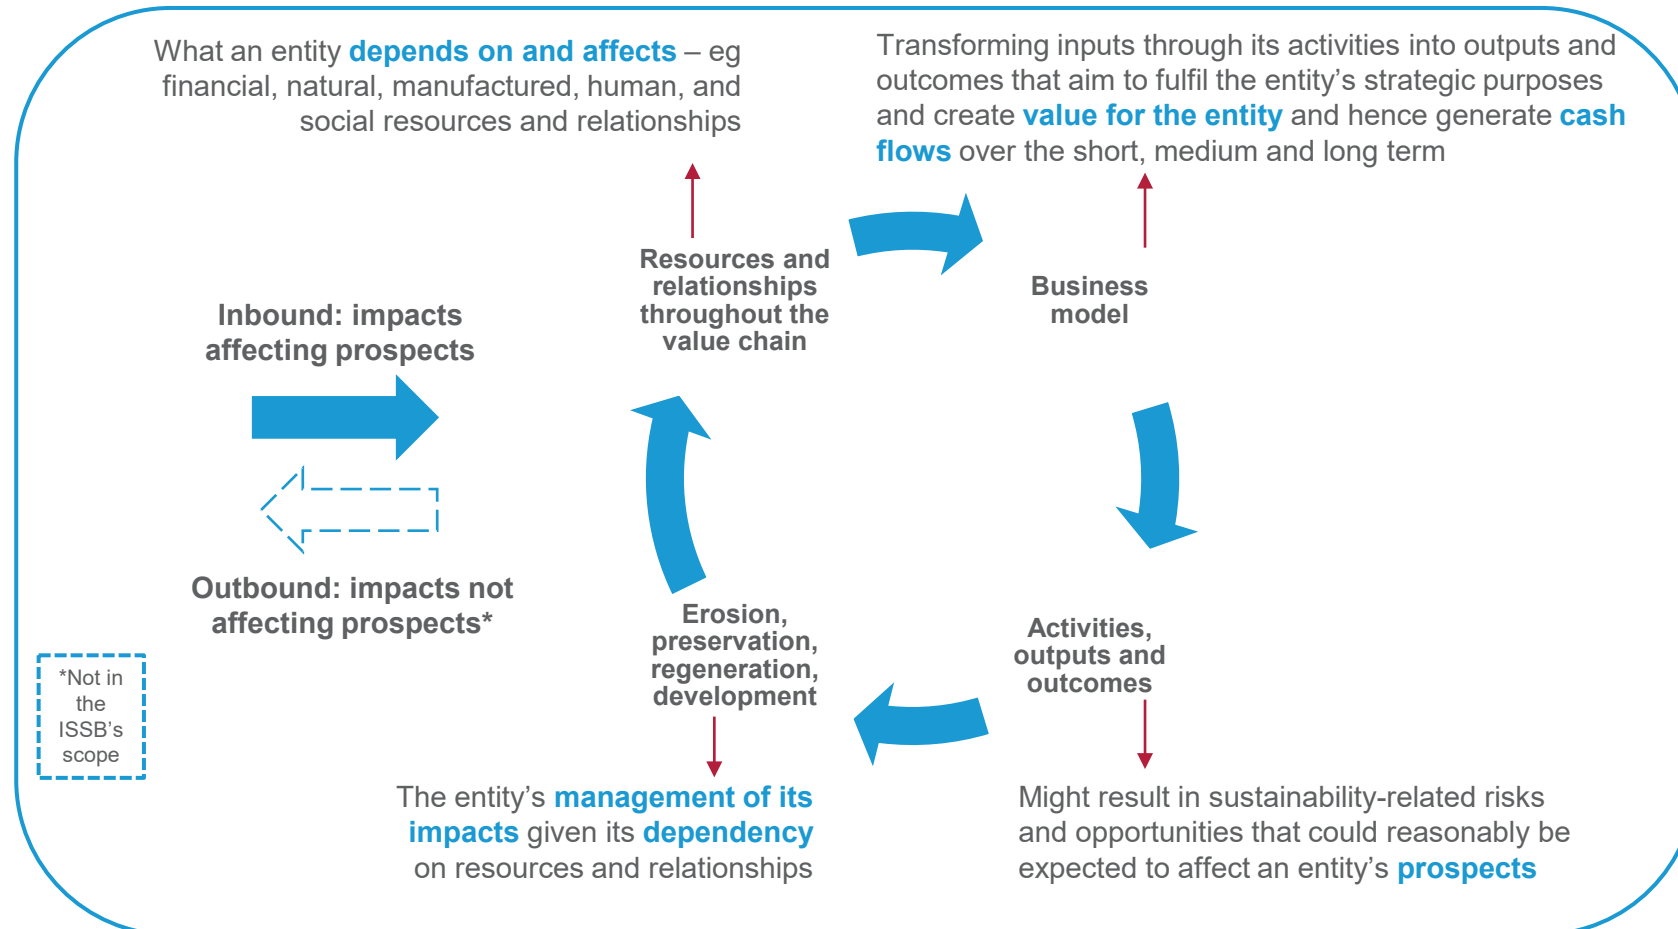 What an entity depends on and affects – eg
financial, natural, manufactured, human, and
social resources and relationships
Transforming inputs through its activities into outputs and
outcomes that aim to fulfil the entity’s strategic purposes
and create value for the entity and hence generate cash
flows over the short, medium and long term
Resources and
relationships
throughout the
value chain
Business
model
Inbound: impacts
affecting prospects
Outbound: impacts not
affecting prospects*
*Not in
the
ISSB’s
scope
Erosion,
preservation,
regeneration,
development
Activities,
outputs and
outcomes
The entity’s management of its
impacts given its dependency
on resources and relationships
Might result in sustainability-related risks
and opportunities that could reasonably be
expected to affect an entity’s prospects